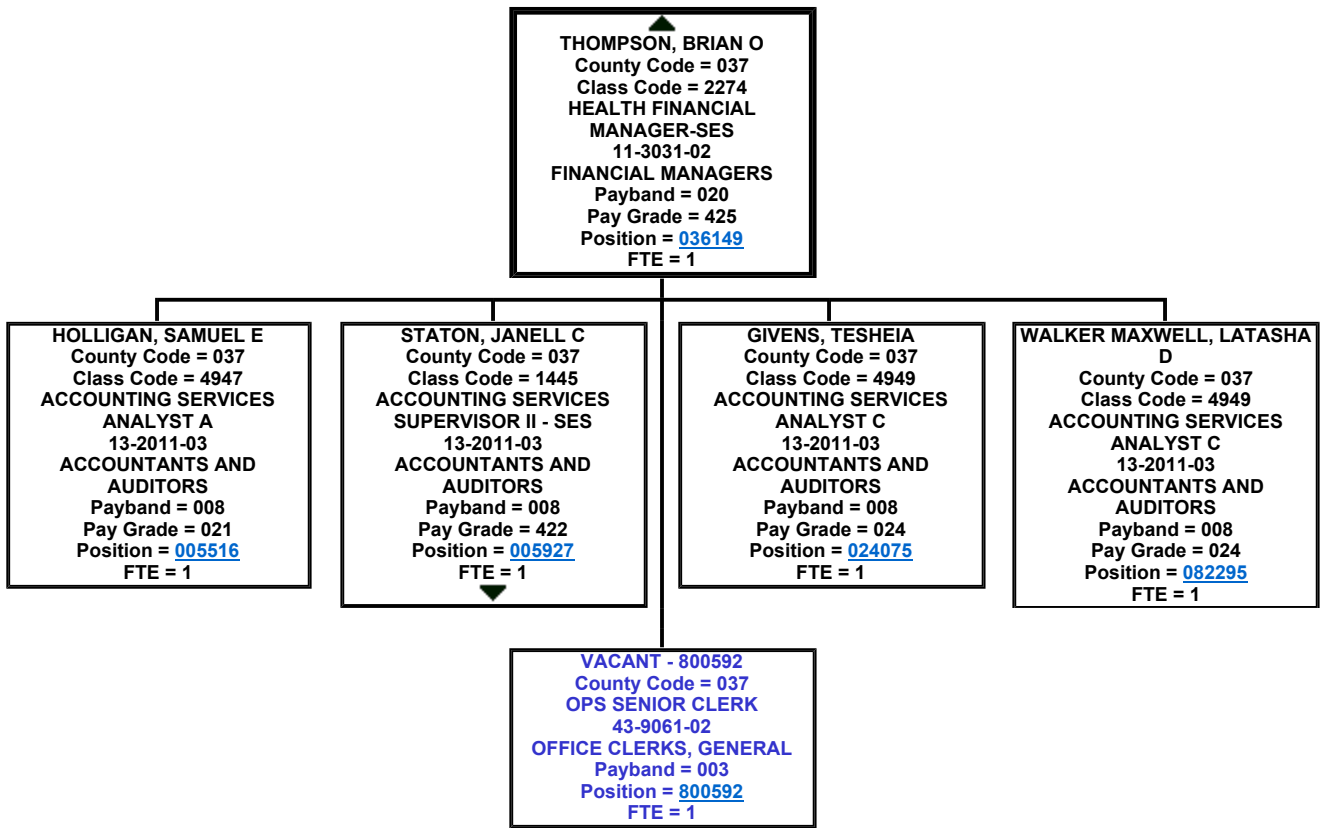 THOMPSON, BRIAN O
County Code = 037
Class Code = 2274
HEALTH FINANCIAL
MANAGER-SES
11-3031-02
FINANCIAL MANAGERS
Payband = 020
Pay Grade = 425
Position = 036149
FTE = 1
HOLLIGAN, SAMUEL E
County Code = 037
Class Code = 4947
ACCOUNTING SERVICES
ANALYST A
13-2011-03
ACCOUNTANTS AND
AUDITORS
Payband = 008
Pay Grade = 021
Position = 005516
FTE = 1
STATON, JANELL C
County Code = 037
Class Code = 1445
ACCOUNTING SERVICES
SUPERVISOR II - SES
13-2011-03
ACCOUNTANTS AND
AUDITORS
Payband = 008
Pay Grade = 422
Position = 005927
FTE = 1
GIVENS, TESHEIA
County Code = 037
Class Code = 4949
ACCOUNTING SERVICES
ANALYST C
13-2011-03
ACCOUNTANTS AND
AUDITORS
Payband = 008
Pay Grade = 024
Position = 024075
FTE = 1
WALKER MAXWELL, LATASHA
D
County Code = 037
Class Code = 4949
ACCOUNTING SERVICES
ANALYST C
13-2011-03
ACCOUNTANTS AND
AUDITORS
Payband = 008
Pay Grade = 024
Position = 082295
FTE = 1
VACANT - 800592
County Code = 037
OPS SENIOR CLERK
43-9061-02
OFFICE CLERKS, GENERAL
Payband = 003
Position = 800592
FTE = 1